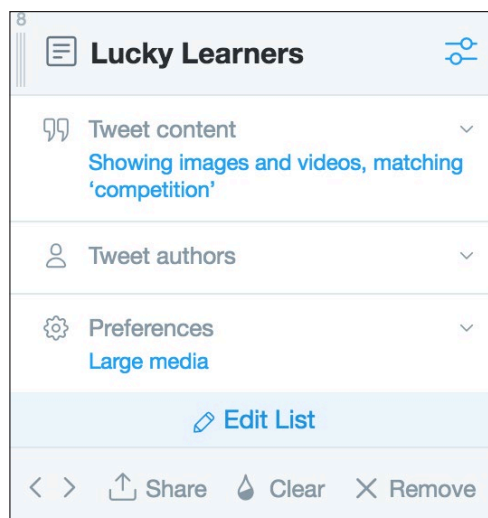 8
Lucky Learners
Tweet content
Showing images and videos, matching
‘competition’
Tweet authors
Preferences
Large media
Edit List
Share Clear Remove